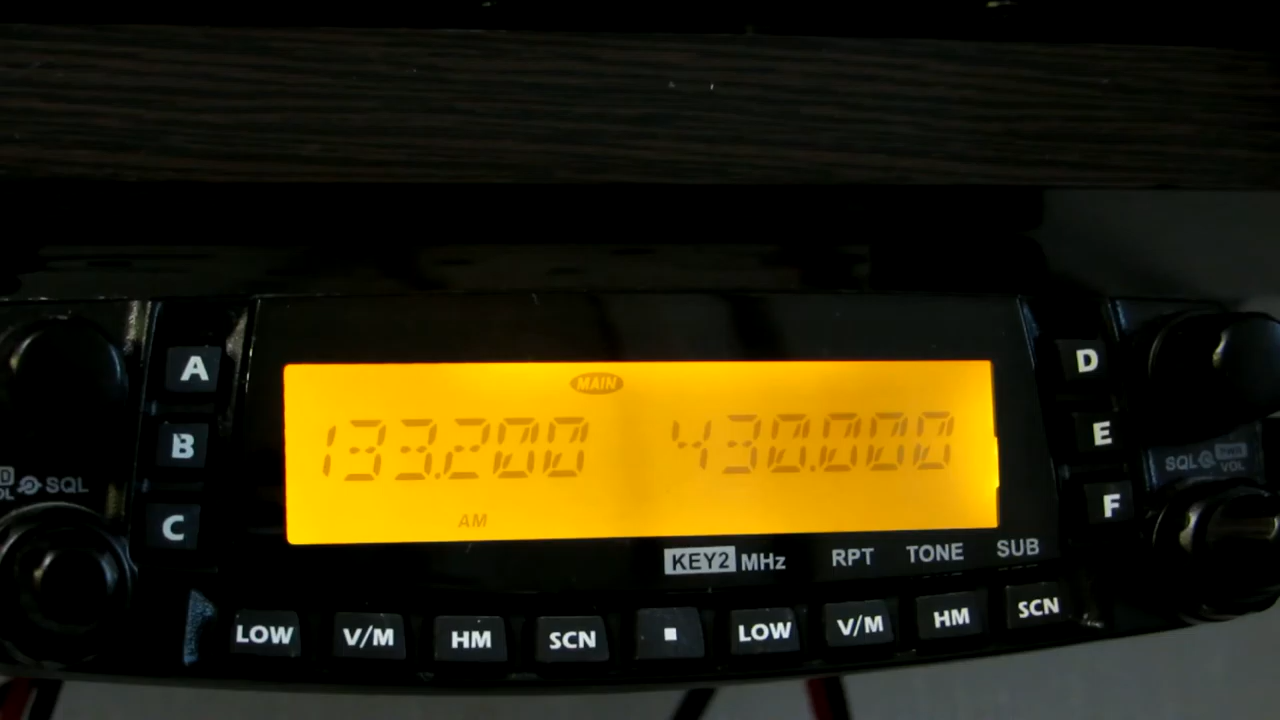 A
B
C
SQL
MAIN
133.200 430.000
AM
D
E
SQL PWR VOL
F
KEY2 MHz RPT TONE SUB
LOW V/M HM SCN ■ LOW V/M HM SCN